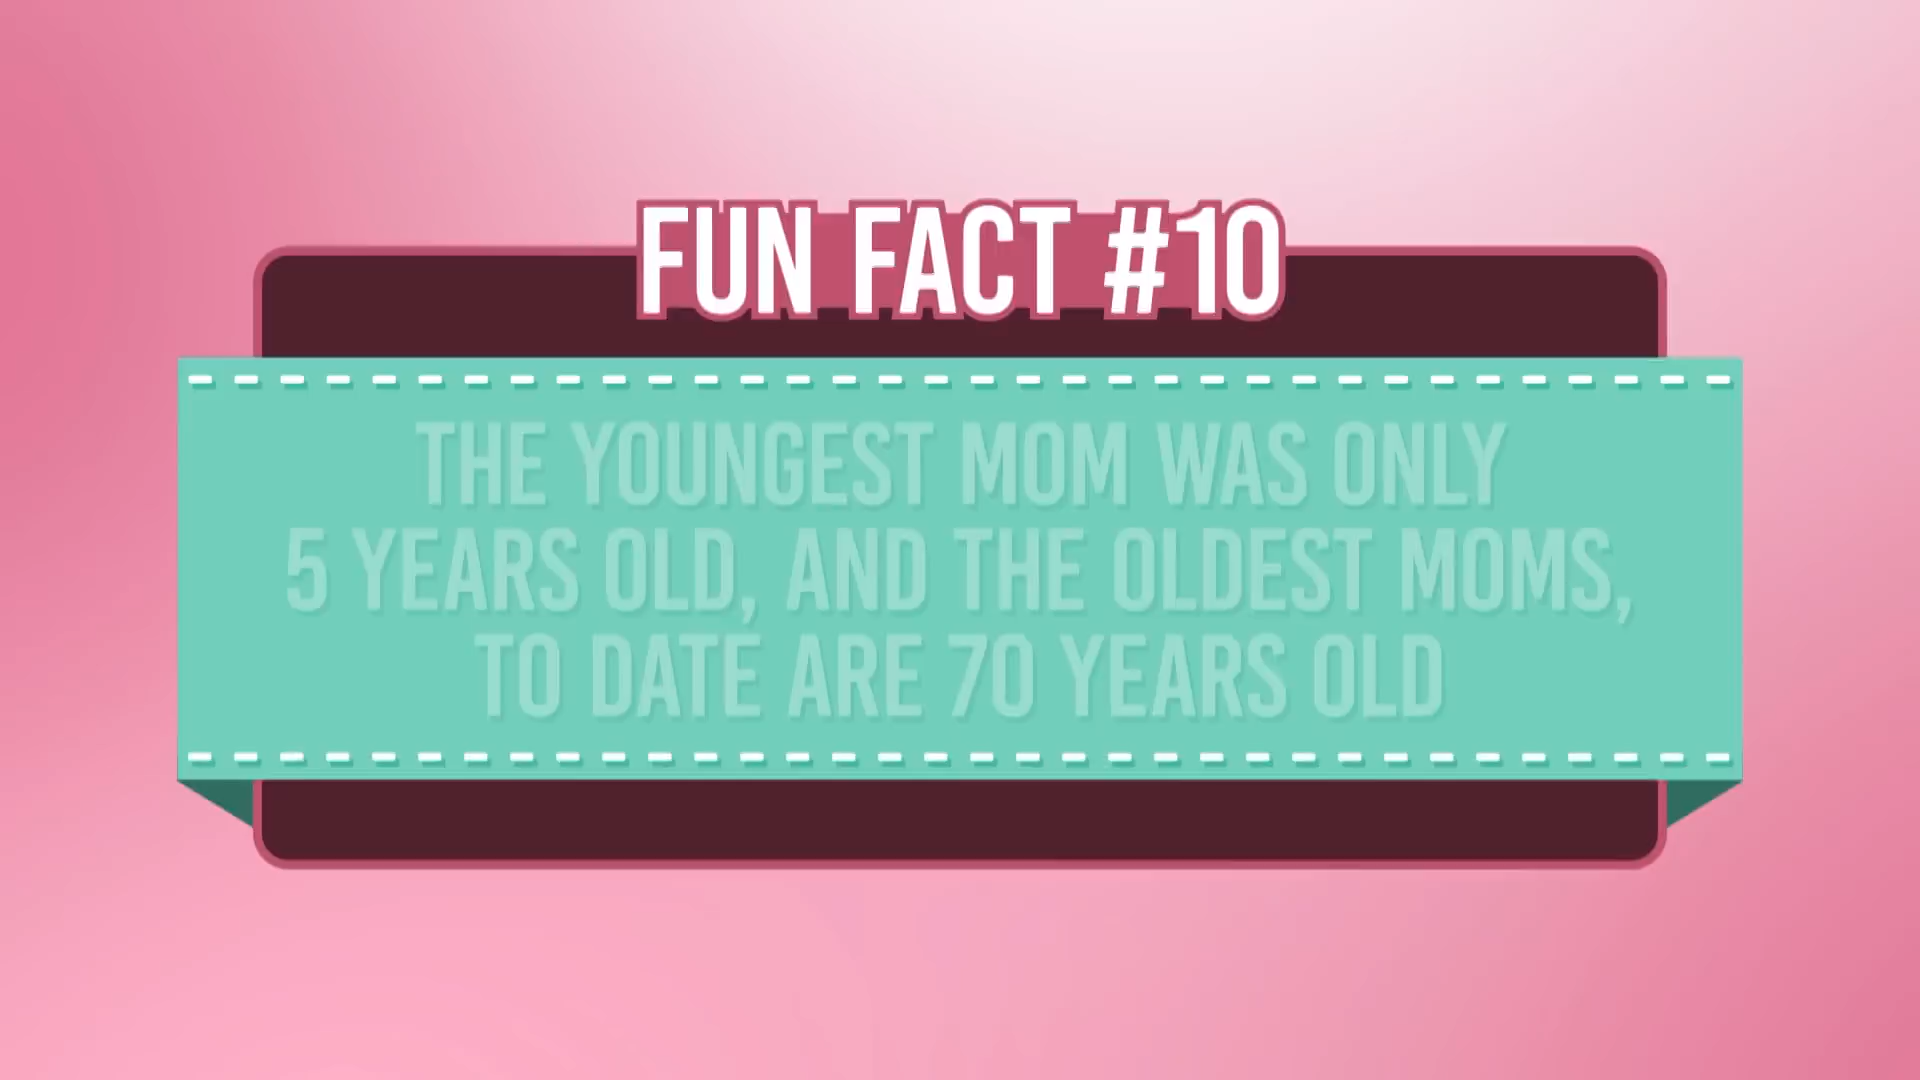 FUN FACT #10
THE YOUNGEST MOM WAS ONLY
5 YEARS OLD, AND THE OLDEST MOMS,
TO DATE ARE 70 YEARS OLD